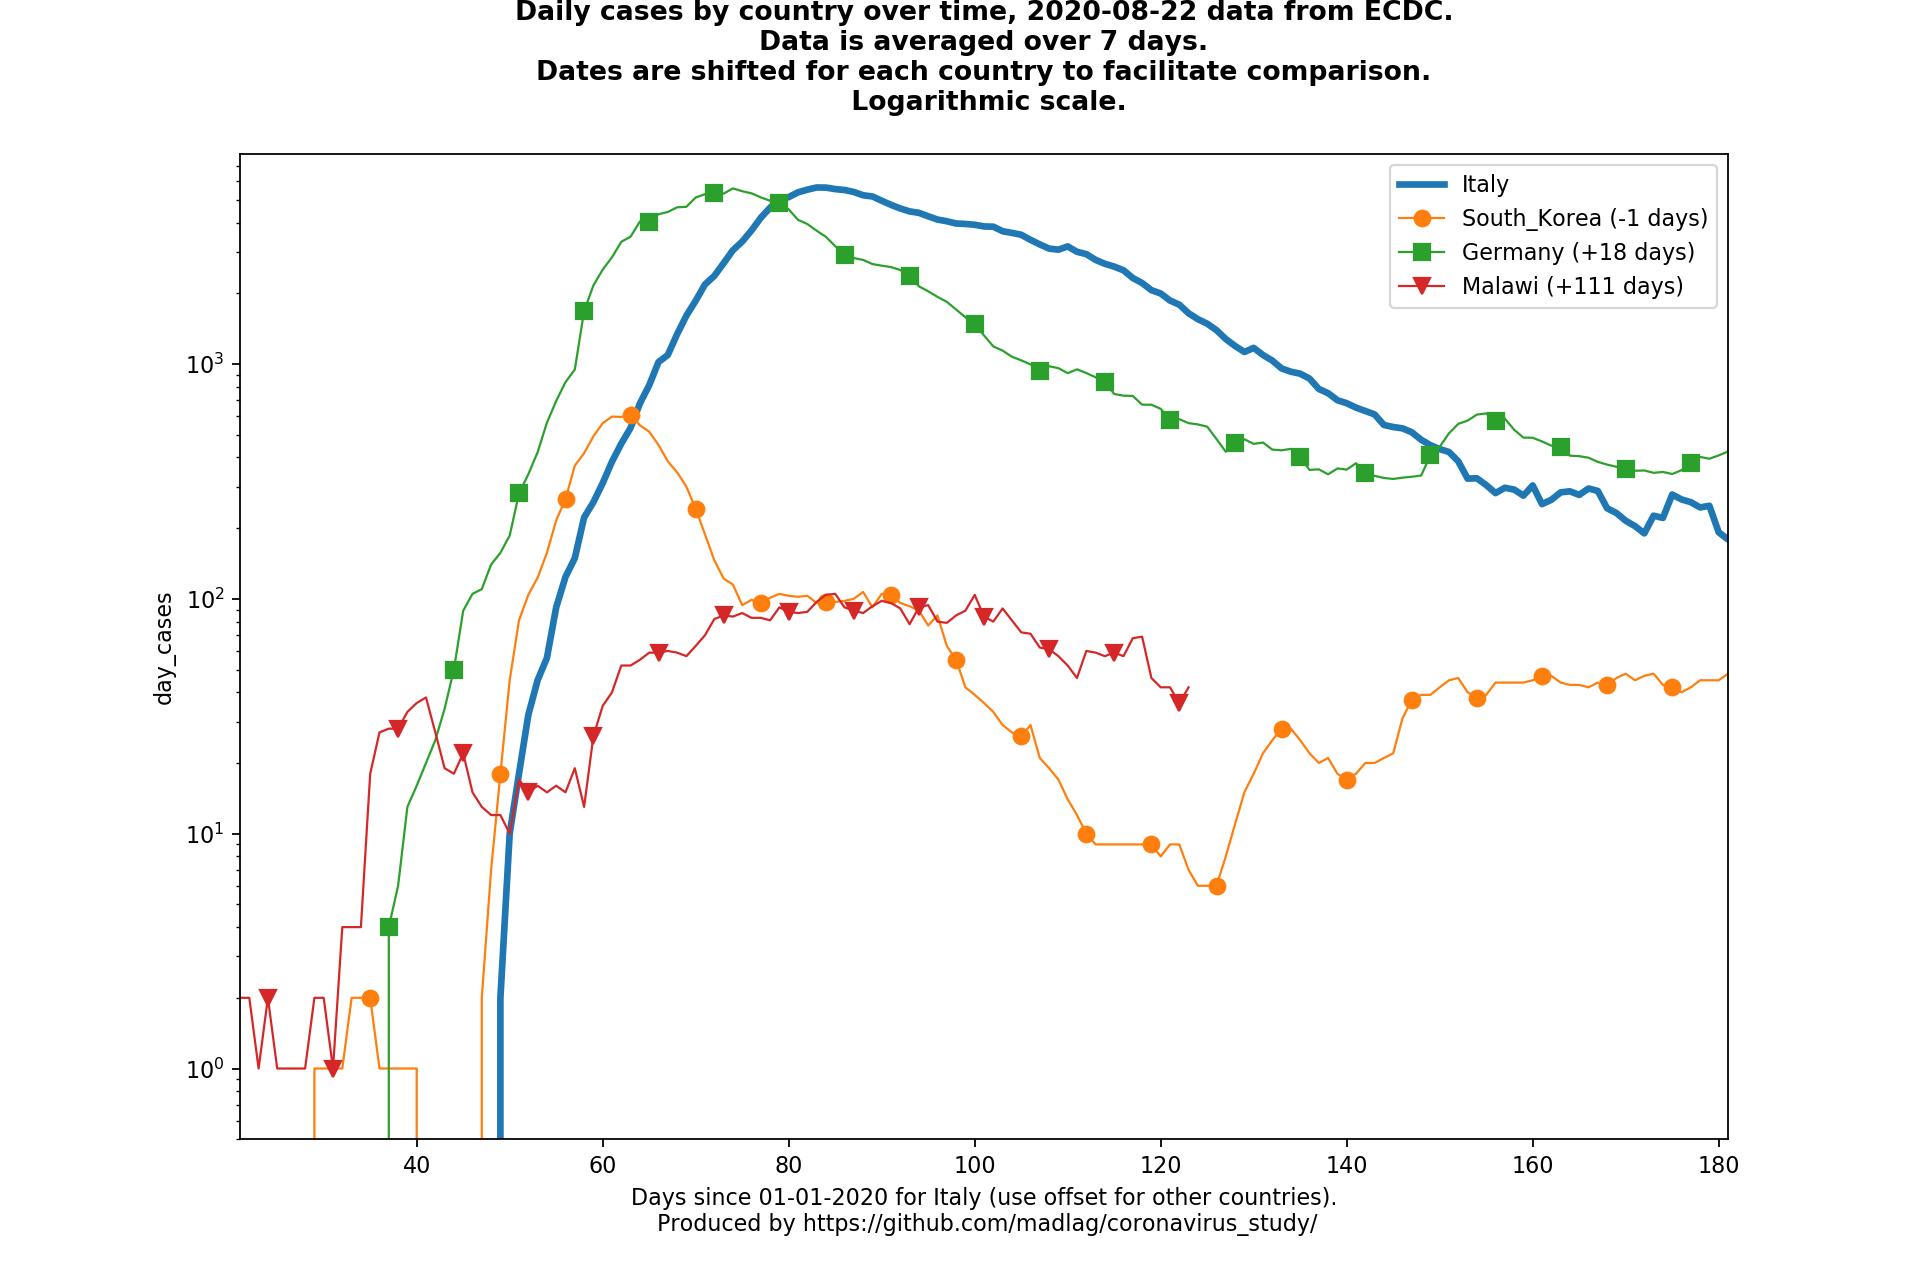 Daily cases by country over time, 2020-08-22 data from ECDC.
Data is averaged over 7 days.
Dates are shifted for each country to facilitate comparison.
Logarithmic scale.
Italy
South_Korea (-1 days)
Germany (+18 days)
Malawi (+111 days)
10³
10²
10¹
10⁰
day_cases
40 60 80 100 120 140 160 180
Days since 01-01-2020 for Italy (use offset for other countries).
Produced by https://github.com/madlag/coronavirus_study/